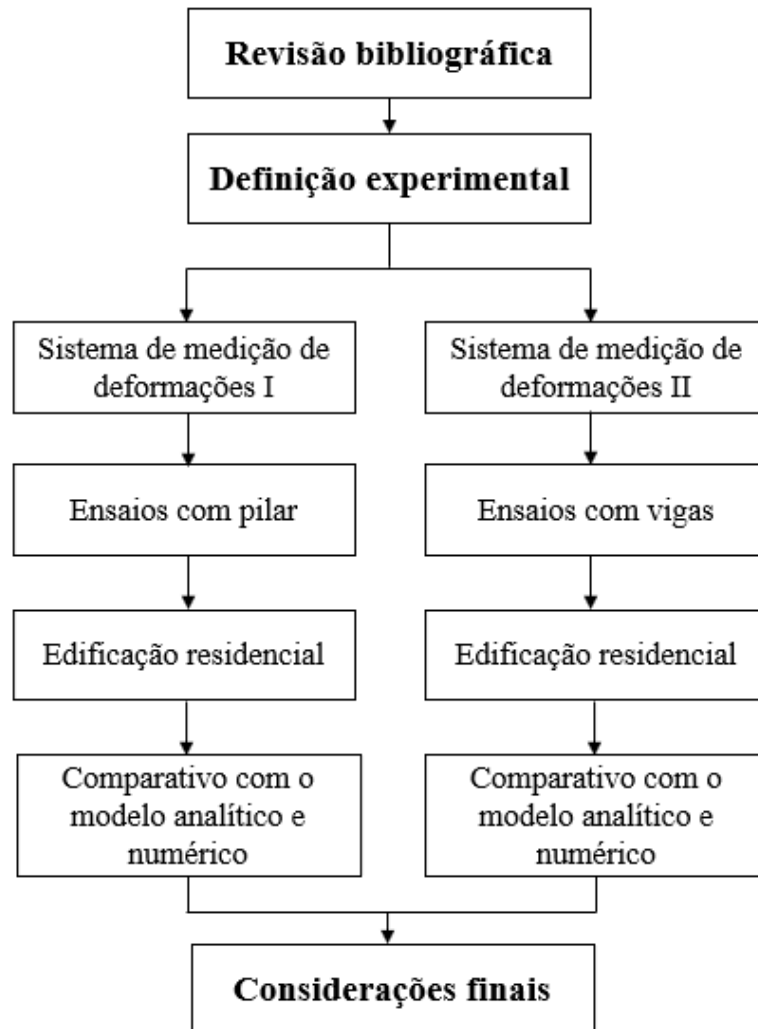 Revisão bibliográfica
Definição experimental
Sistema de medição de
deformações I
Sistema de medição de
deformações II
Ensaios com pilar
Ensaios com vigas
Edificação residencial
Edificação residencial
Comparativo com o
modelo analítico e
numérico
Comparativo com o
modelo analítico e
numérico
Considerações finais